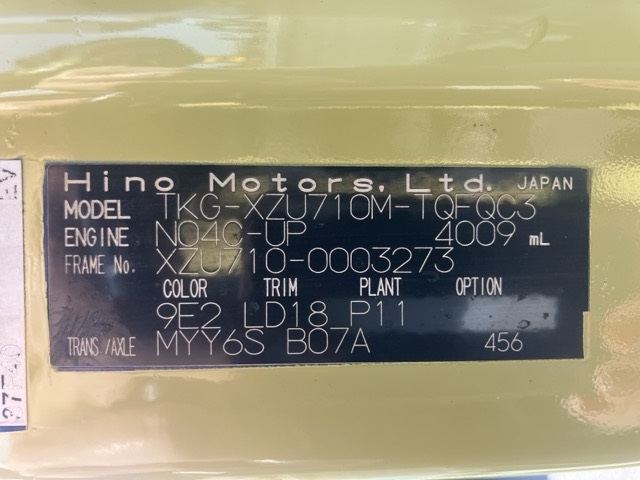 Hino Motors, Ltd. JAPAN
MODEL TKG-XZU710M-TQFQC3
ENGINE N04C-UP 4009 mL
FRAME No. XZU710-0003273
COLOR TRIM PLANT OPTION
9E2 LD18 P11
TRANS/AXLE MYY6S B07A 456